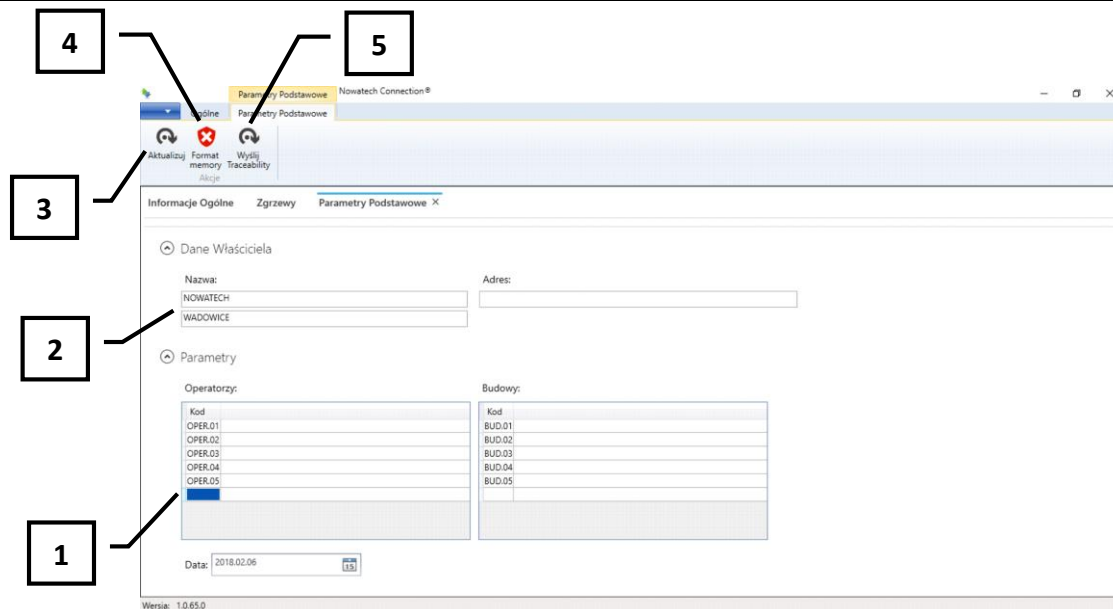 4
5
Parametry Podstawowe Nowatech Connection®
Ogólne Parametry Podstawowe
Aktualizuj Format memory Wyślij Traceability
Akcje
3
Informacje Ogólne Zgrzewy Parametry Podstawowe ×
Dane Właściciela
Nazwa: Adres:
NOWATECH
WADOWICE
2
Parametry
Operatorzy: Budowy:
Kod Kod
OPER.01 BUD.01
OPER.02 BUD.02
OPER.03 BUD.03
OPER.04 BUD.04
OPER.05 BUD.05
1
Data: 2018.02.06 15
Wersja: 1.0.65.0